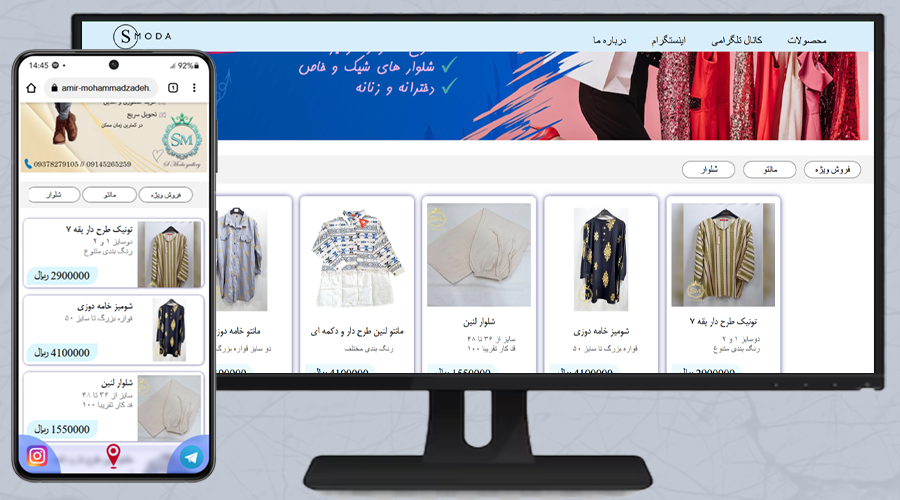 S MODA
محصولات
کانال تلگرامی
اینستگرام
درباره ما
شلوار های شیک و خاص
دخترانه و زنانه
فروش ویژه
مانتو
شلوار
تونیک طرح دار یقه ۷
دوسایز ۱ و ۲
رنگ بندی متنوع
شومیز خامه دوزی
قواره بزرگ تا سایز ۵۰
4100000
شلوار لنین
سایز از ۳۶ تا ۴۸
قد کار تقریبا ۱۰۰
1550000
مانتو لنین طرح دار و دکمه ای
رنگ بندی مختلف
4100000
مانتو خامه دوزی
دو سایز قواره بزرگ
14:45
92%
amir-mohammadzadeh.
1
تحویل سریع
در کمترین زمان ممکن
SM
S-Moda gallery
09378279105 // 09145265259
فروش ویژه
مانتو
شلوار
تونیک طرح دار یقه ۷
دوسایز ۱ و ۲
رنگ بندی متنوع
2900000 ریال
شومیز خامه دوزی
قواره بزرگ تا سایز ۵۰
4100000 ریال
شلوار لنین
سایز از ۳۶ تا ۴۸
قد کار تقریبا ۱۰۰
1550000 ریال